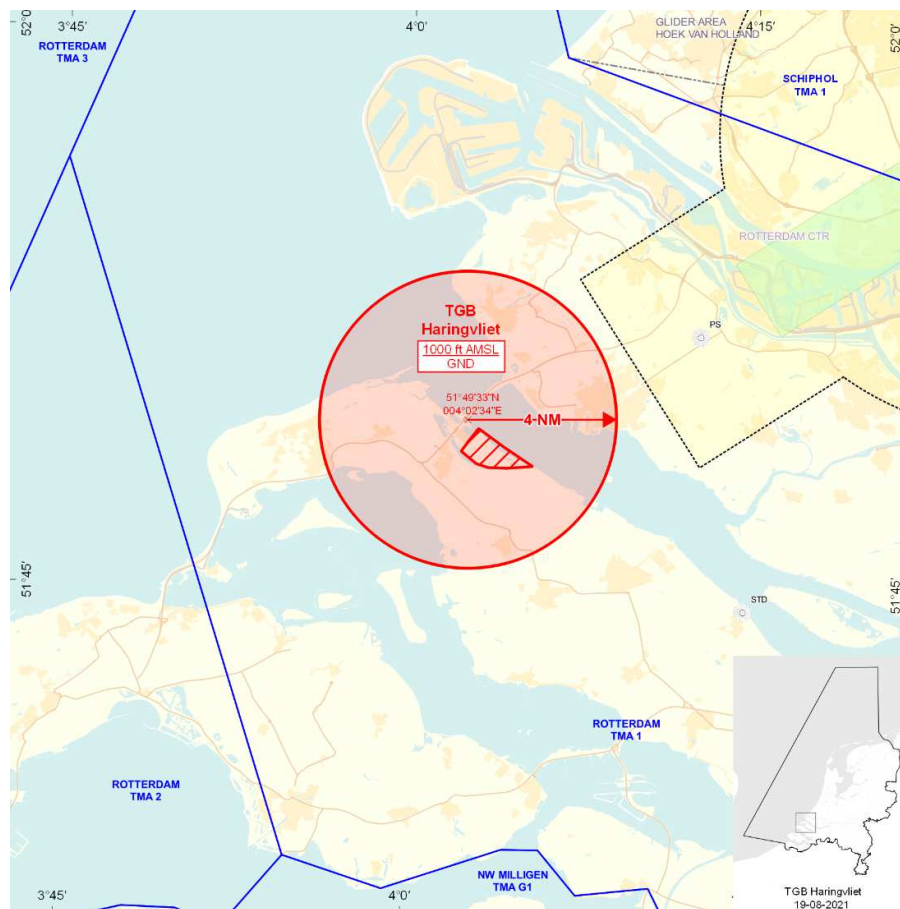 3°45'
4°0'
4°15'
52°0'
52°0'
GLIDER AREA
HOEK VAN HOLLAND
ROTTERDAM
TMA 3
SCHIPHOL
TMA 1
ROTTERDAM CTR
TGB
Haringvliet
1000 ft AMSL
GND
PS
51°49'33"N
004°02'34"E
4 NM
51°45'
51°45'
STD
ROTTERDAM
TMA 1
ROTTERDAM
TMA 2
NW MILLIGEN
TMA G1
3°45'
4°0'
TGB Haringvliet
19-08-2021